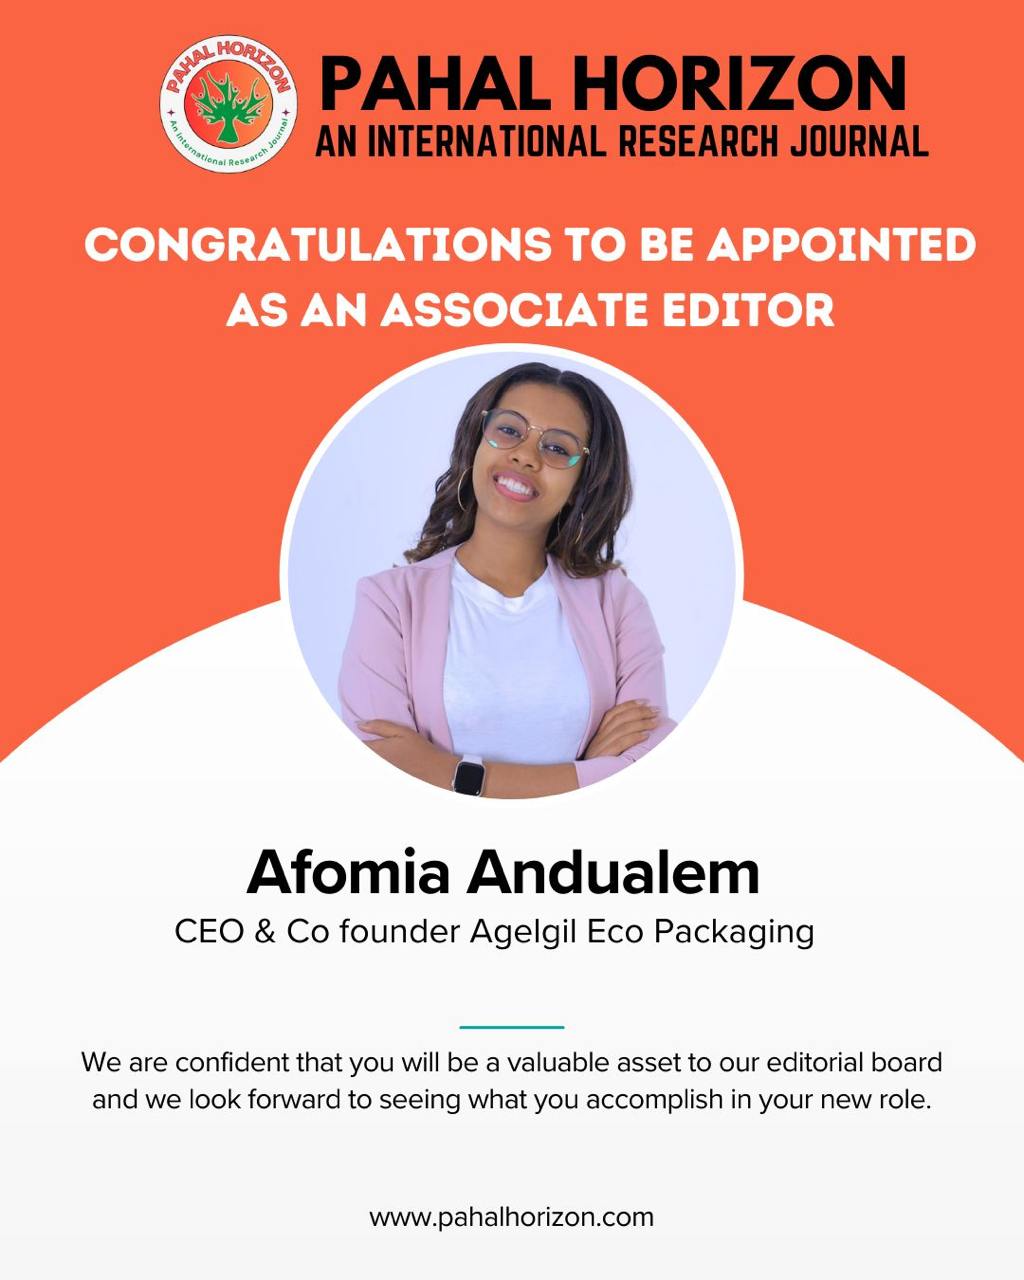 PAHAL HORIZON
An International Research Journal
PAHAL HORIZON
AN INTERNATIONAL RESEARCH JOURNAL
CONGRATULATIONS TO BE APPOINTED
AS AN ASSOCIATE EDITOR
Afomia Andualem
CEO & Co founder Agelgil Eco Packaging
We are confident that you will be a valuable asset to our editorial board
and we look forward to seeing what you accomplish in your new role.
www.pahalhorizon.com